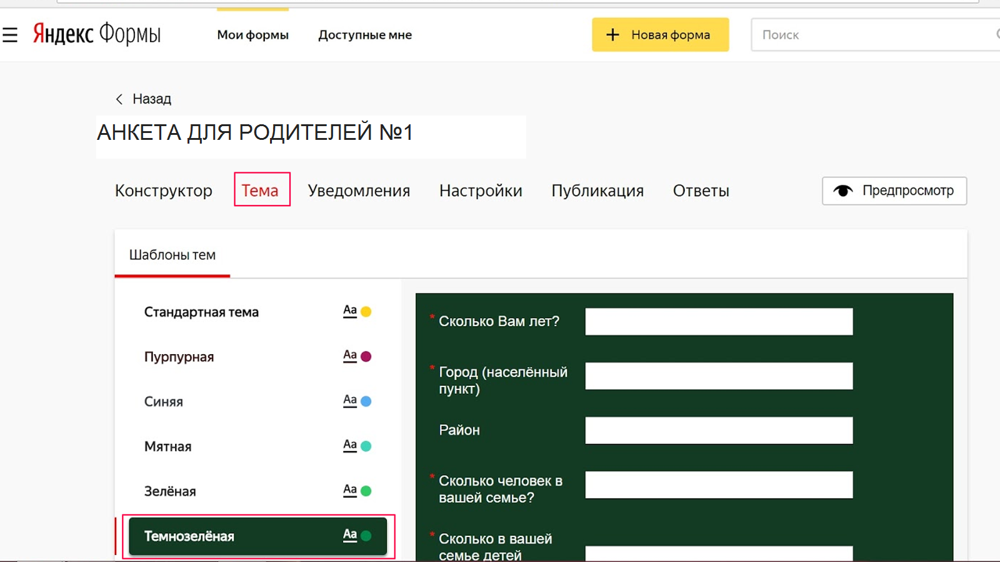 Яндекс Формы
Мои формы
Доступные мне
Новая форма
Поиск
Назад
АНКЕТА ДЛЯ РОДИТЕЛЕЙ №1
Конструктор
Тема
Уведомления
Настройки
Публикация
Ответы
Предпросмотр
Шаблоны тем
Стандартная тема Aa
Пурпурная Aa
Синяя Aa
Мятная Aa
Зелёная Aa
Темнозелёная Aa
* Сколько Вам лет?
* Город (населённый
пункт)
Район
* Сколько человек в
вашей семье?
* Сколько в вашей
семье детей